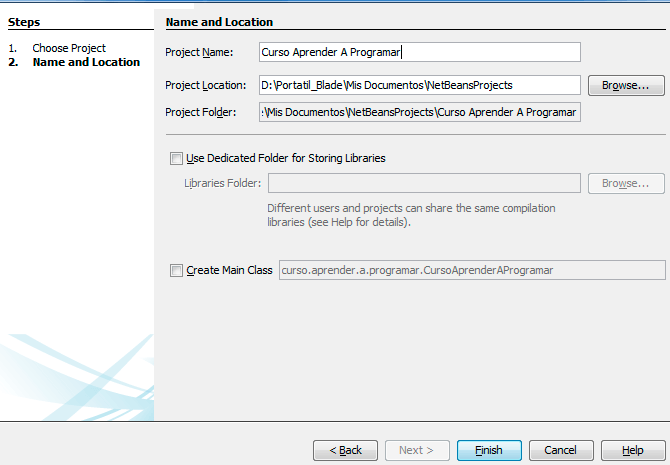 Steps
1. Choose Project
2. Name and Location
Name and Location
Project Name: Curso Aprender A Programar
Project Location: D:\Portatil_Blade\Mis Documentos\NetBeansProjects Browse...
Project Folder: :\Mis Documentos\NetBeansProjects\Curso Aprender A Programar
Use Dedicated Folder for Storing Libraries
Libraries Folder: Browse...
Different users and projects can share the same compilation
libraries (see Help for details).
Create Main Class curso.aprender.a.programar.CursoAprenderAProgramar
< Back Next > Finish Cancel Help